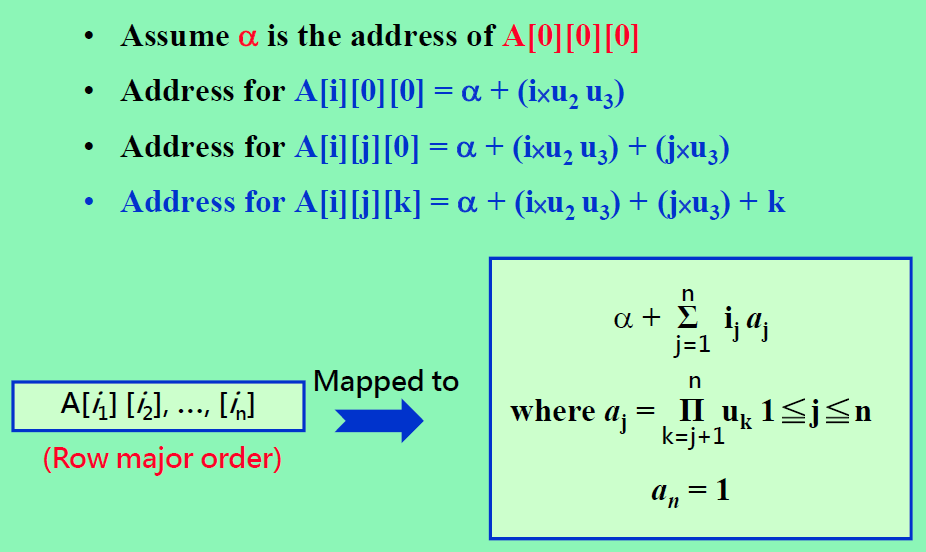 • Assume α is the address of A[0][0][0]
• Address for A[i][0][0] = α + (i×u₂ u₃)
• Address for A[i][j][0] = α + (i×u₂ u₃) + (j×u₃)
• Address for A[i][j][k] = α + (i×u₂ u₃) + (j×u₃) + k
A[i₁] [i₂], ..., [iₙ]
(Row major order)
Mapped to
n
α + Σ iⱼ aⱼ
j=1
n
where aⱼ = Π uₖ 1≦j≦n
k=j+1
aₙ = 1